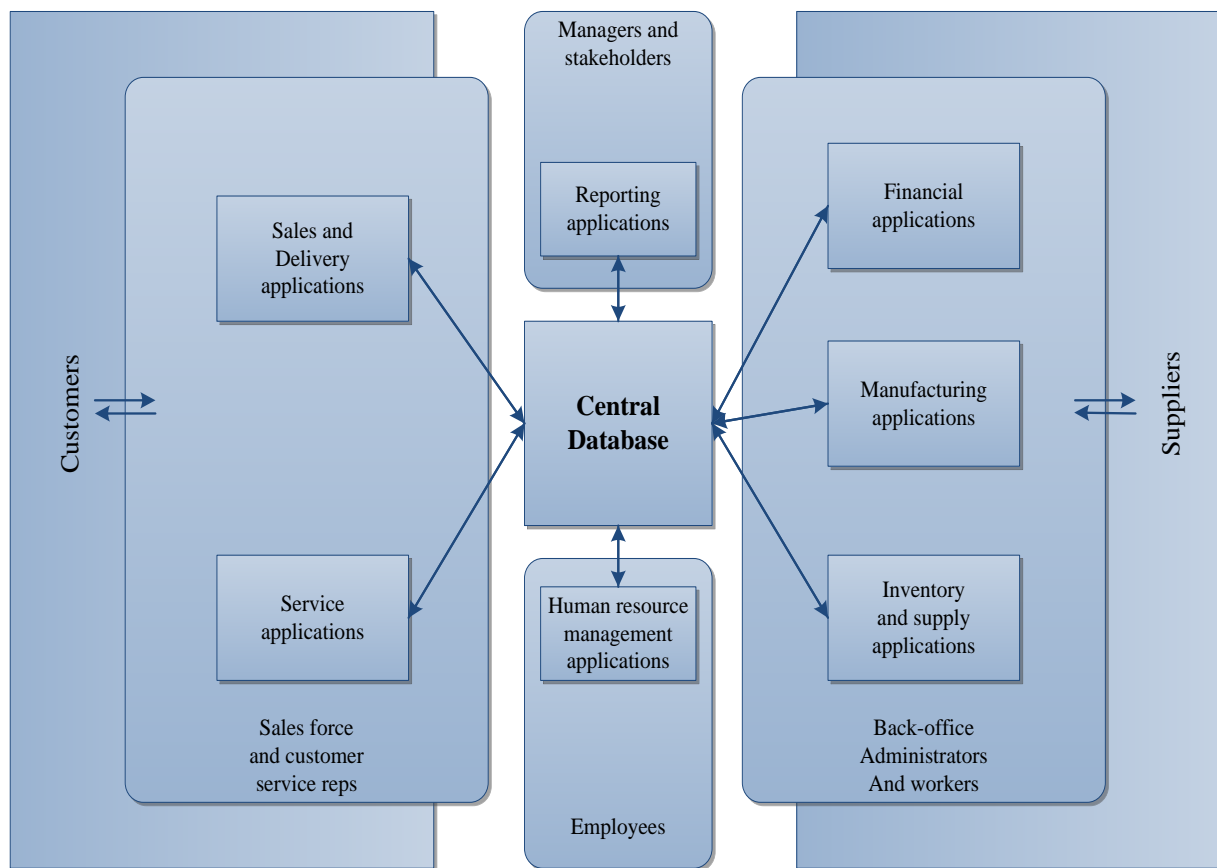 Managers and
stakeholders
Reporting
applications
Financial
applications
Sales and
Delivery
applications
Customers
Central
Database
Manufacturing
applications
Suppliers
Service
applications
Human resource
management
applications
Inventory
and supply
applications
Sales force
and customer
service reps
Back-office
Administrators
And workers
Employees